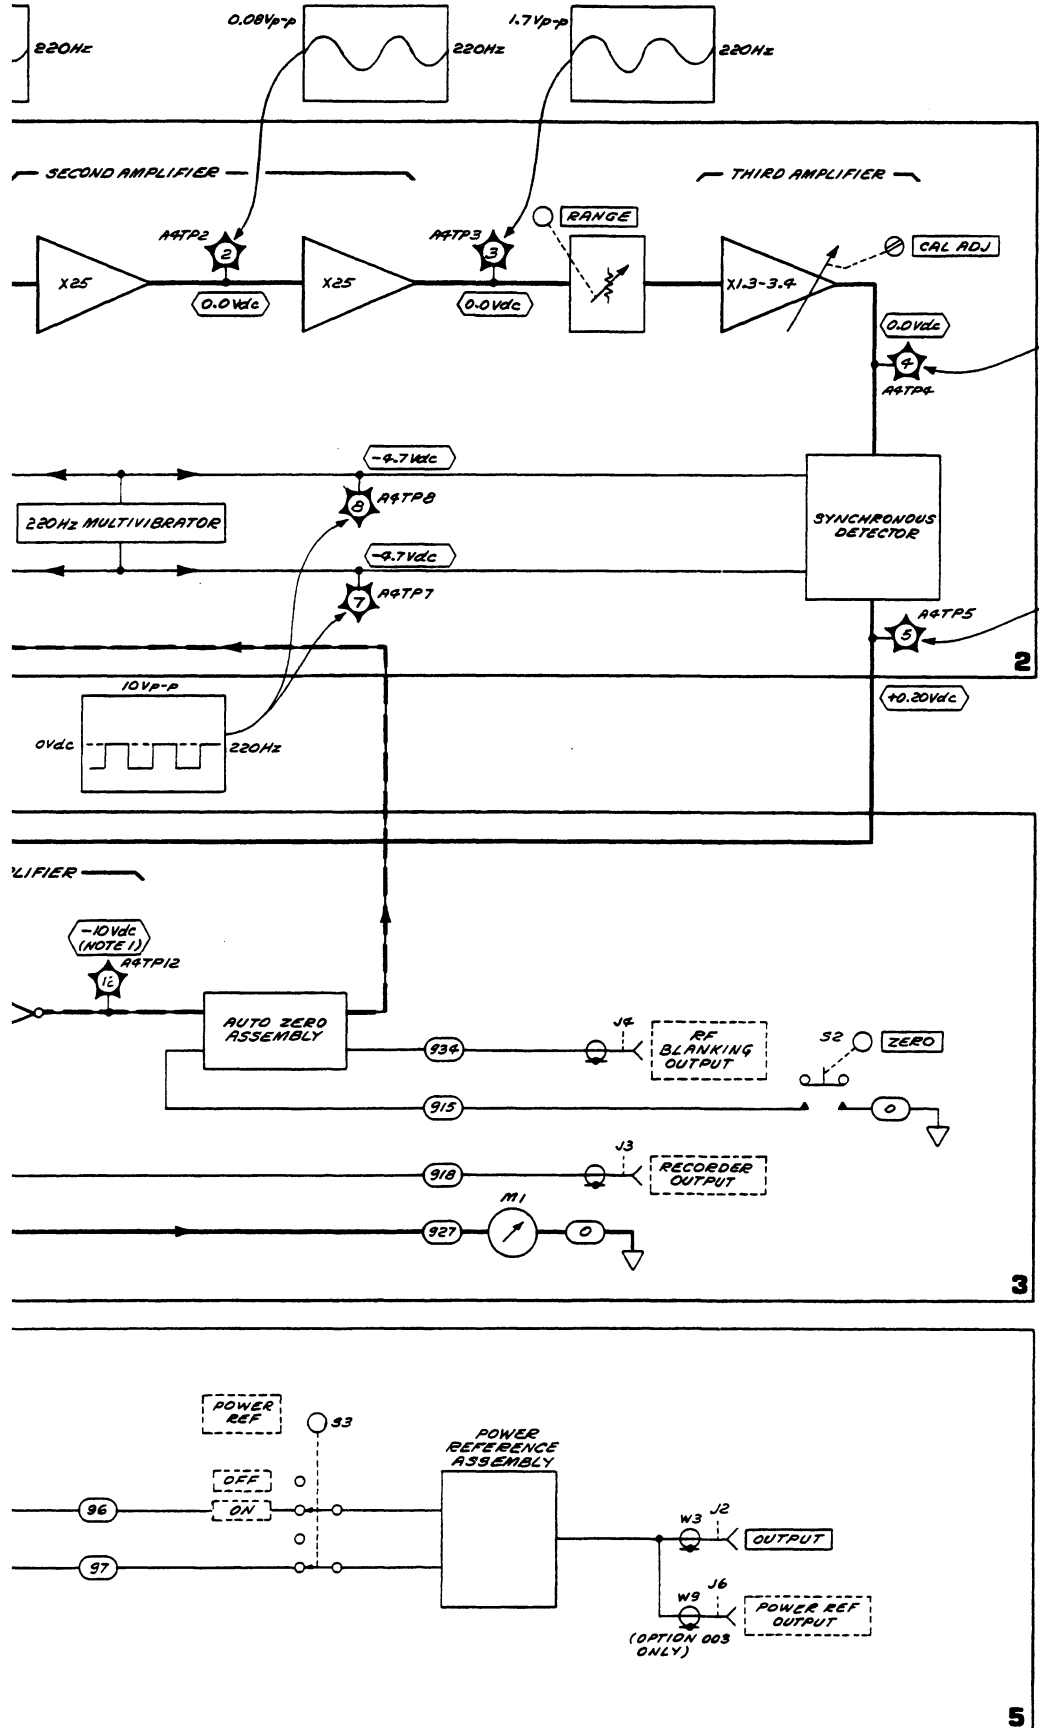 0.08Vp-p
1.7Vp-p
220Hz
220Hz
220Hz
SECOND AMPLIFIER
THIRD AMPLIFIER
A4TP2
2
A4TP3
3
RANGE
CAL ADJ
X25
X25
X1.3-3.4
0.0Vdc
0.0Vdc
0.0Vdc
4
A4TP4
-4.7Vdc
8
A4TP8
220Hz MULTIVIBRATOR
SYNCHRONOUS
DETECTOR
-4.7Vdc
7
A4TP7
A4TP5
5
2
10Vp-p
+0.20Vdc
0Vdc
220Hz
PLIFIER
-10Vdc
(NOTE 1)
A4TP12
AUTO ZERO
ASSEMBLY
934
J4
RF
BLANKING
OUTPUT
S2
ZERO
915
0
918
J3
RECORDER
OUTPUT
M1
927
0
3
POWER
REF
S3
POWER
REFERENCE
ASSEMBLY
OFF
96
ON
97
W3
J2
OUTPUT
W9
J6
POWER REF
OUTPUT
(OPTION 003
ONLY)
5